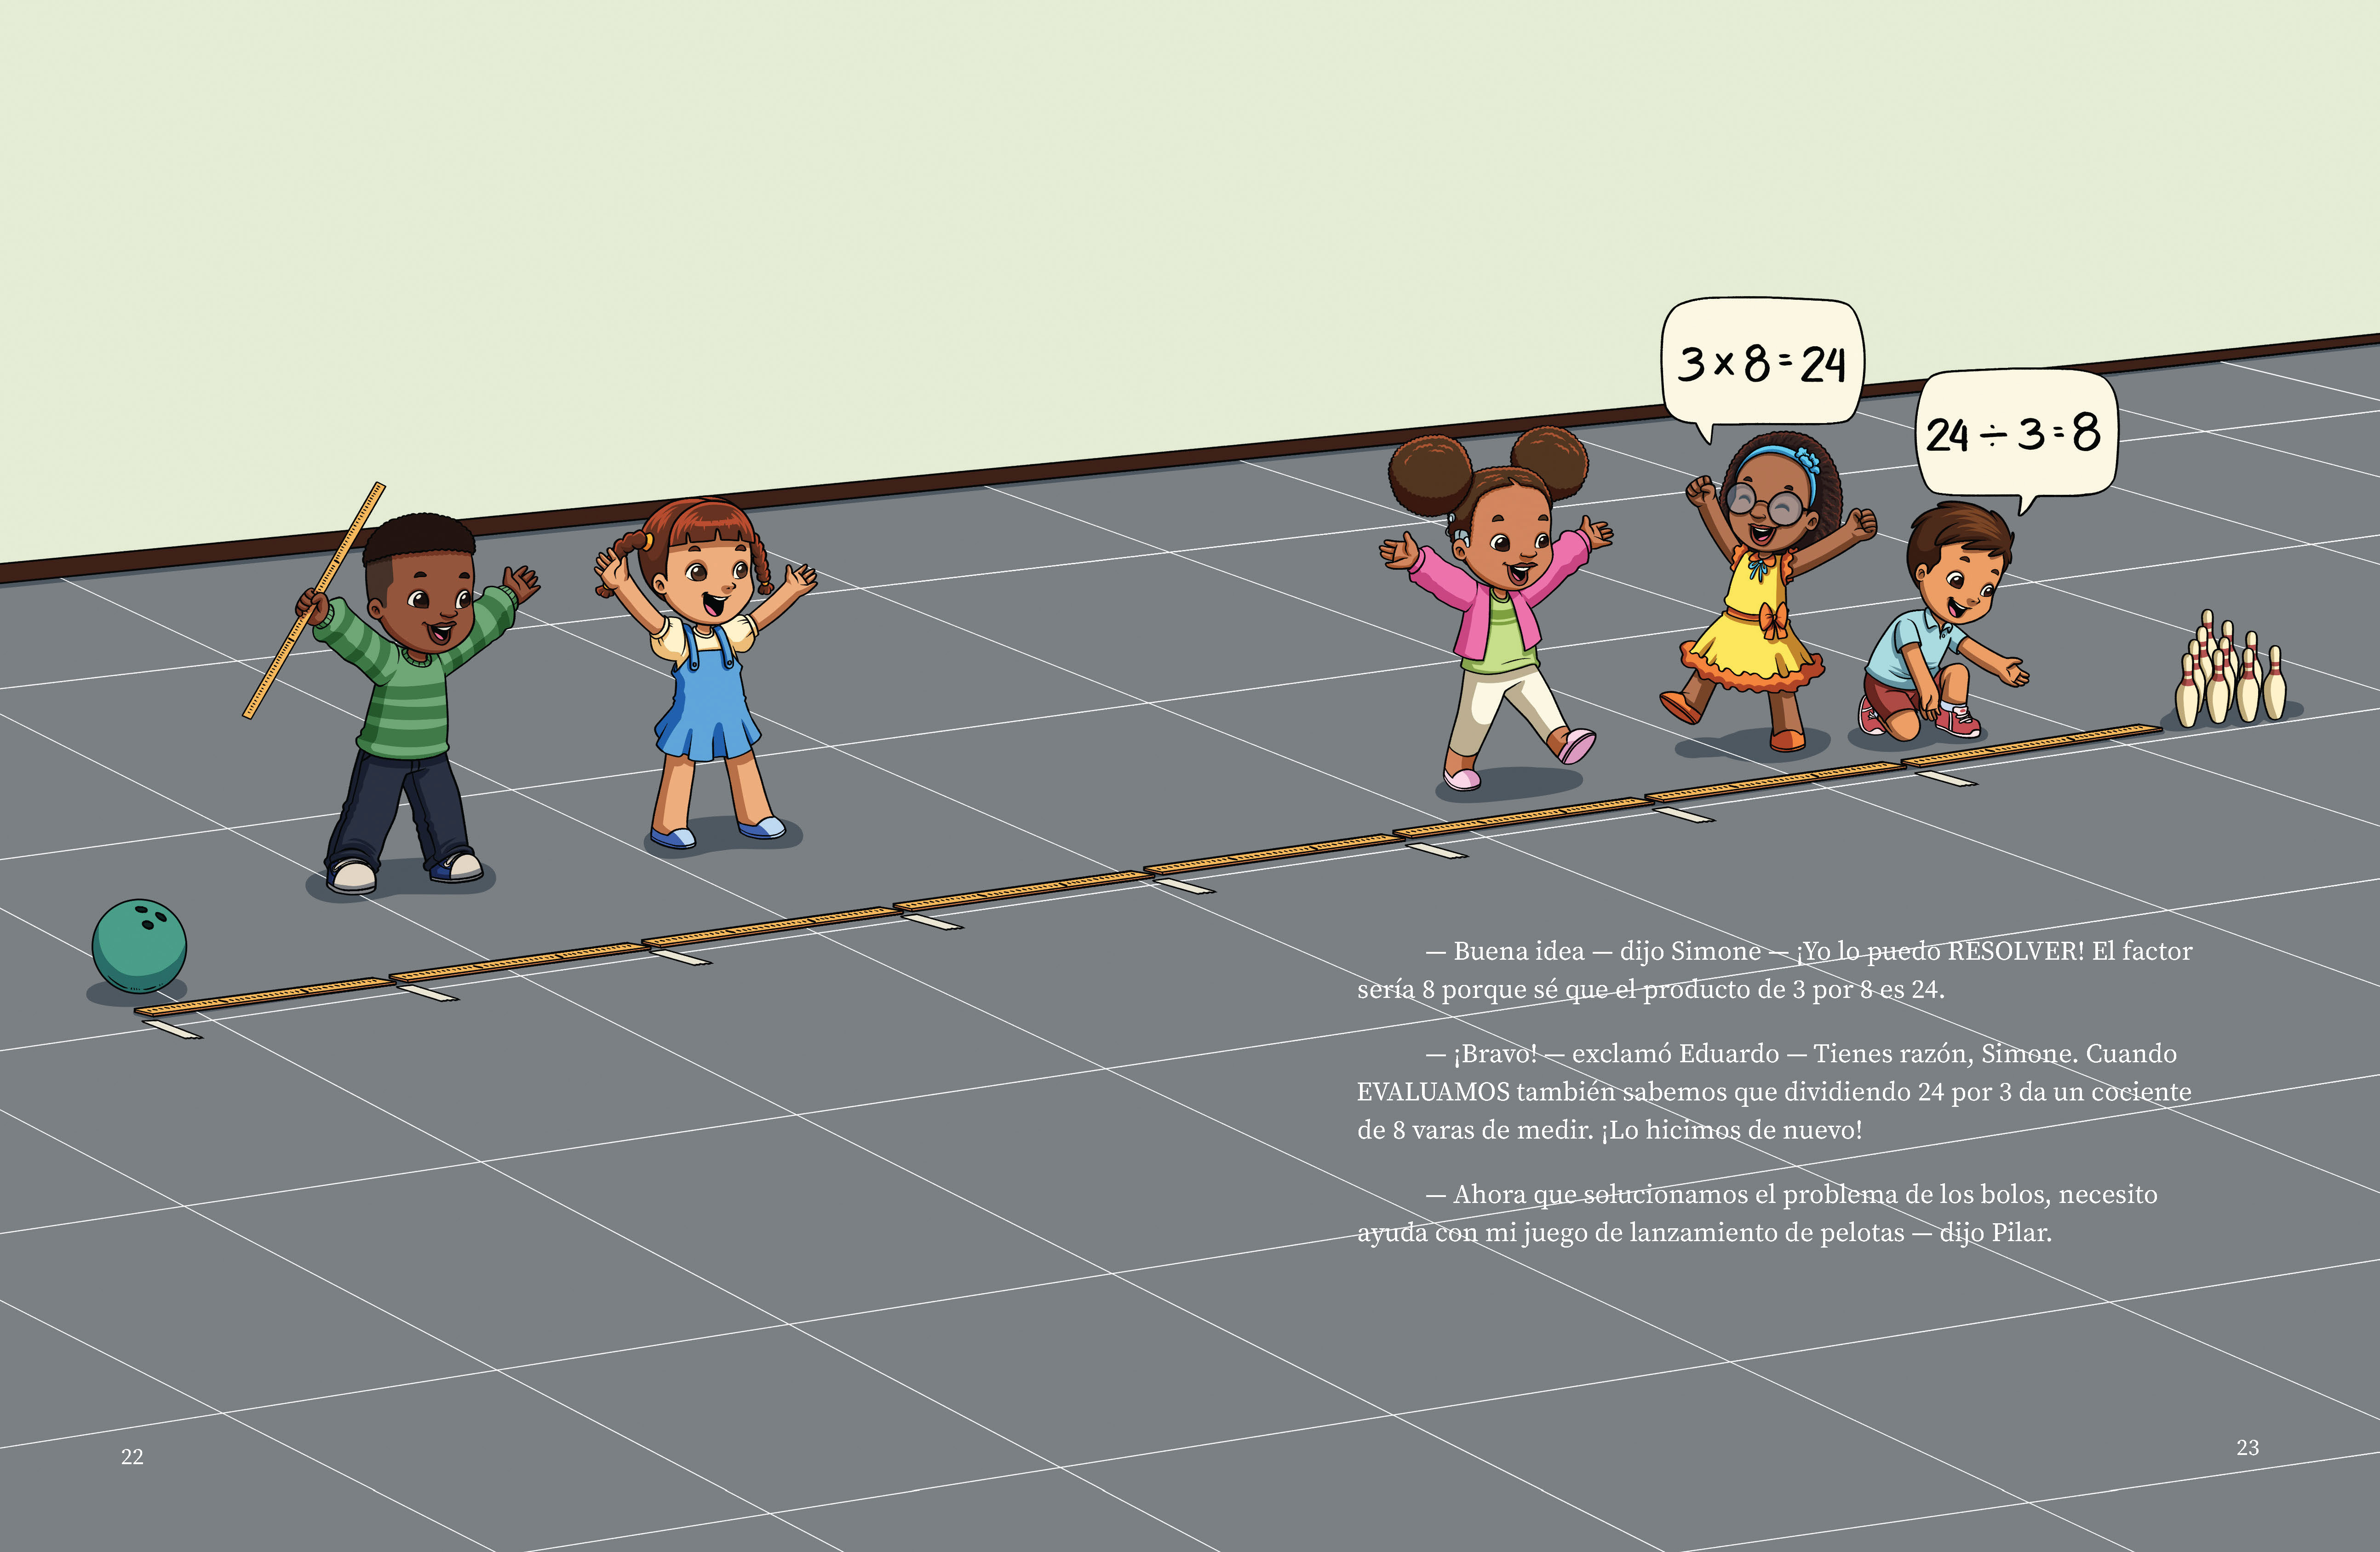 3 x 8 = 24
24 ÷ 3 = 8
— Buena idea — dijo Simone — ¡Yo lo puedo RESOLVER! El factor
sería 8 porque sé que el producto de 3 por 8 es 24.
— ¡Bravo! — exclamó Eduardo — Tienes razón, Simone. Cuando
EVALUAMOS también sabemos que dividiendo 24 por 3 da un cociente
de 8 varas de medir. ¡Lo hicimos de nuevo!
— Ahora que solucionamos el problema de los bolos, necesito
ayuda con mi juego de lanzamiento de pelotas — dijo Pilar.
22
23